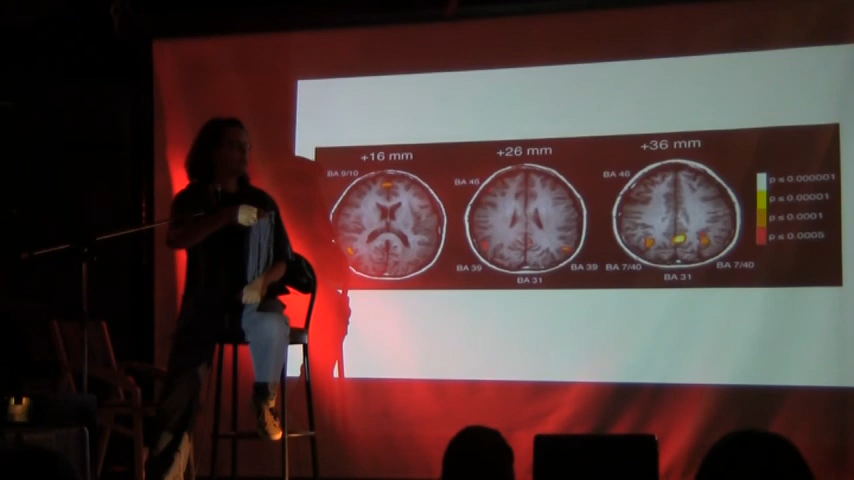 +16 mm
+26 mm
+36 mm
BA 9/10
BA 46
BA 46
p ≤ 0.000001
p ≤ 0.00001
p ≤ 0.0001
p ≤ 0.0005
BA 39
BA 39
BA 7/40
BA 7/40
BA 31
BA 31